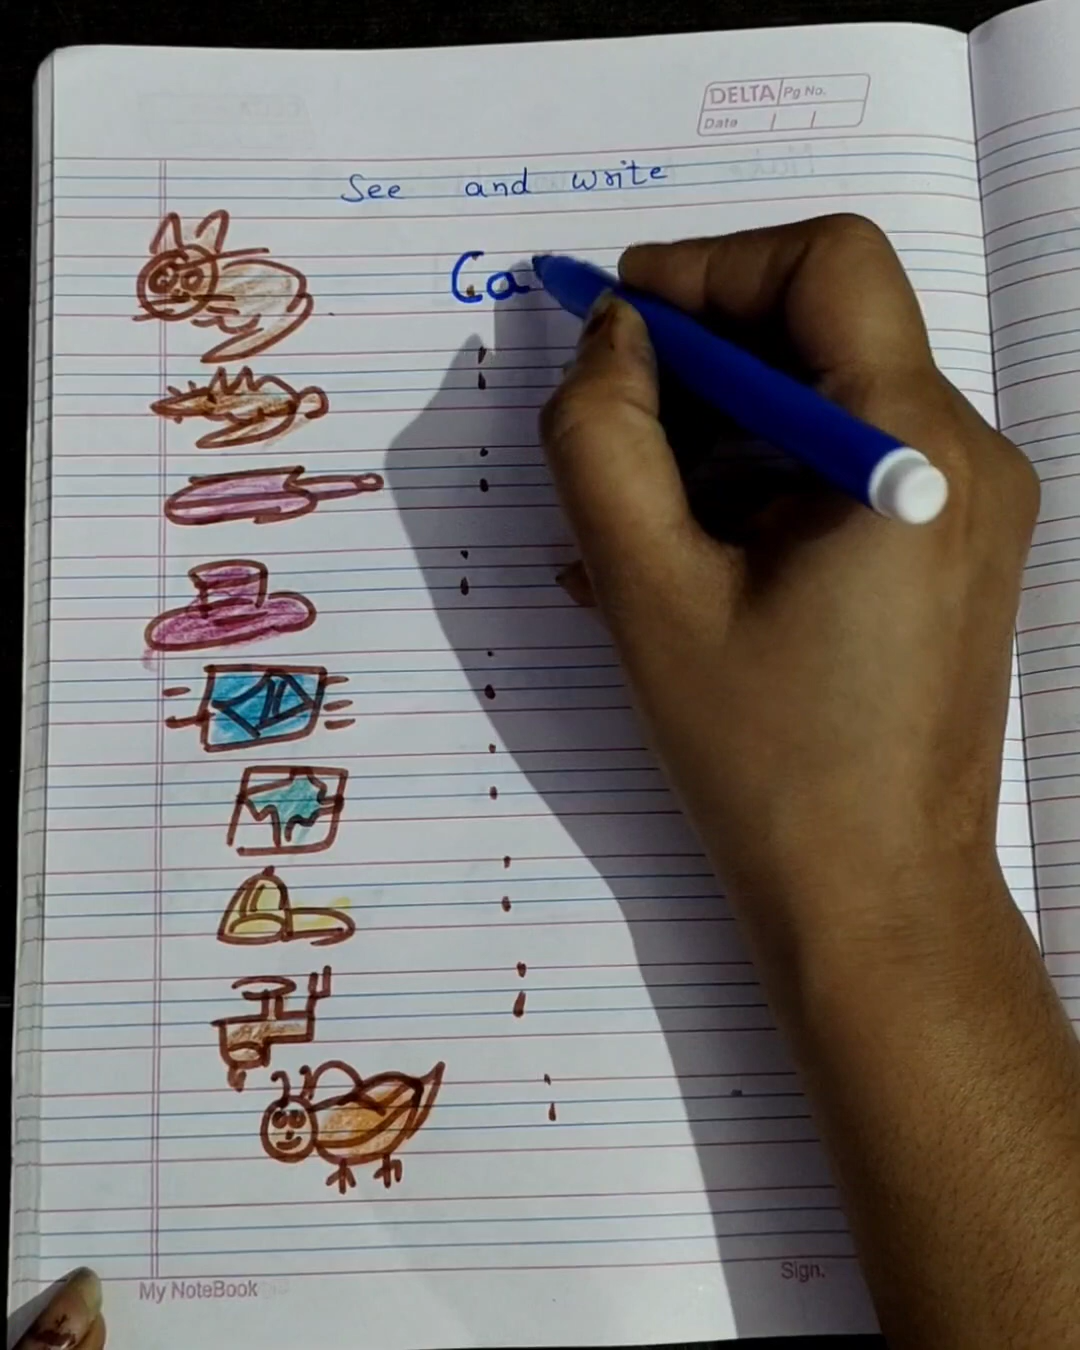 DELTA Pg No.
Date / /
See and write
Ca
My NoteBook
Sign.